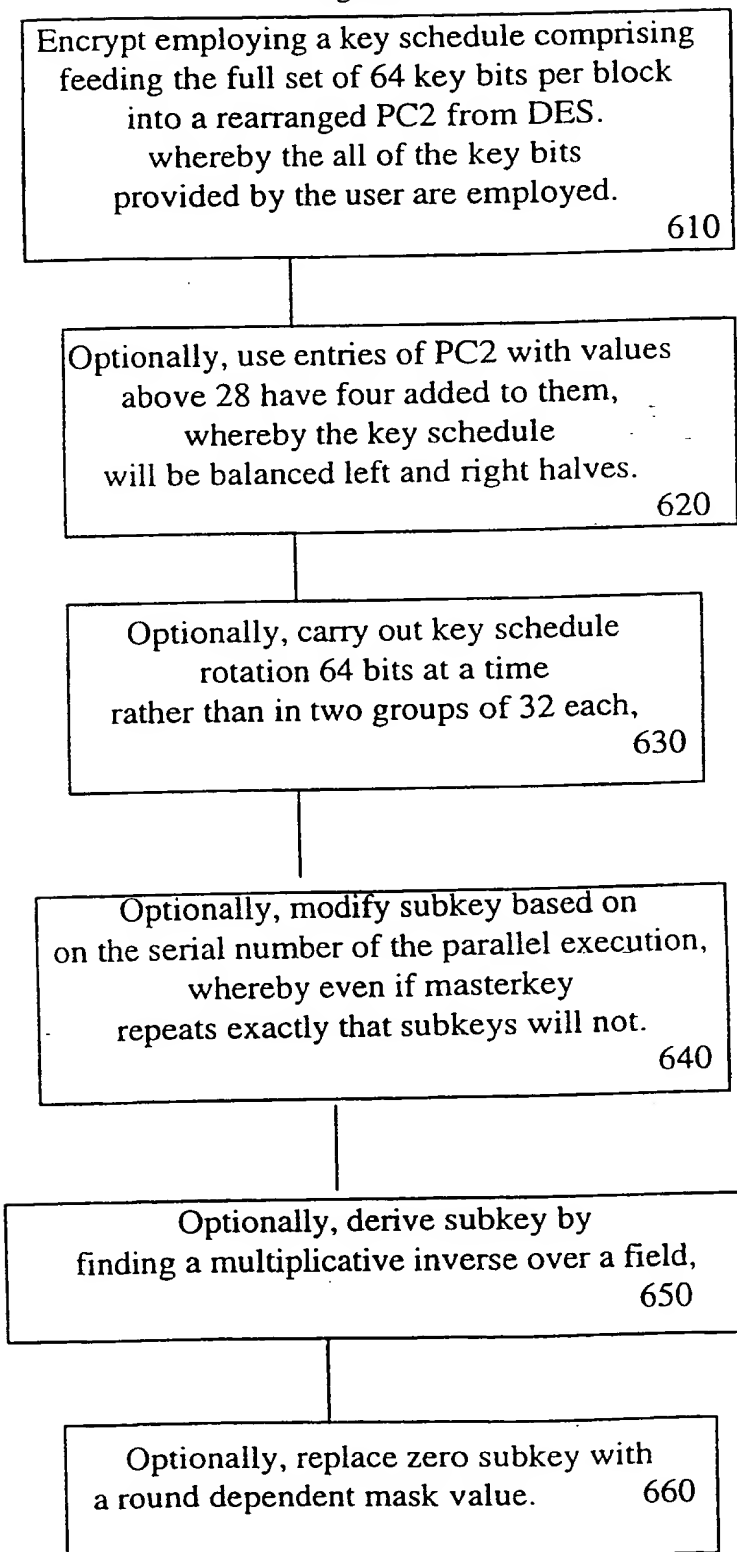 Encrypt employing a key schedule comprising
feeding the full set of 64 key bits per block
into a rearranged PC2 from DES.
whereby the all of the key bits
provided by the user are employed.
610
Optionally, use entries of PC2 with values
above 28 have four added to them,
whereby the key schedule
will be balanced left and right halves.
620
Optionally, carry out key schedule
rotation 64 bits at a time
rather than in two groups of 32 each,
630
Optionally, modify subkey based on
on the serial number of the parallel execution,
whereby even if masterkey
repeats exactly that subkeys will not.
640
Optionally, derive subkey by
finding a multiplicative inverse over a field,
650
Optionally, replace zero subkey with
a round dependent mask value. 660